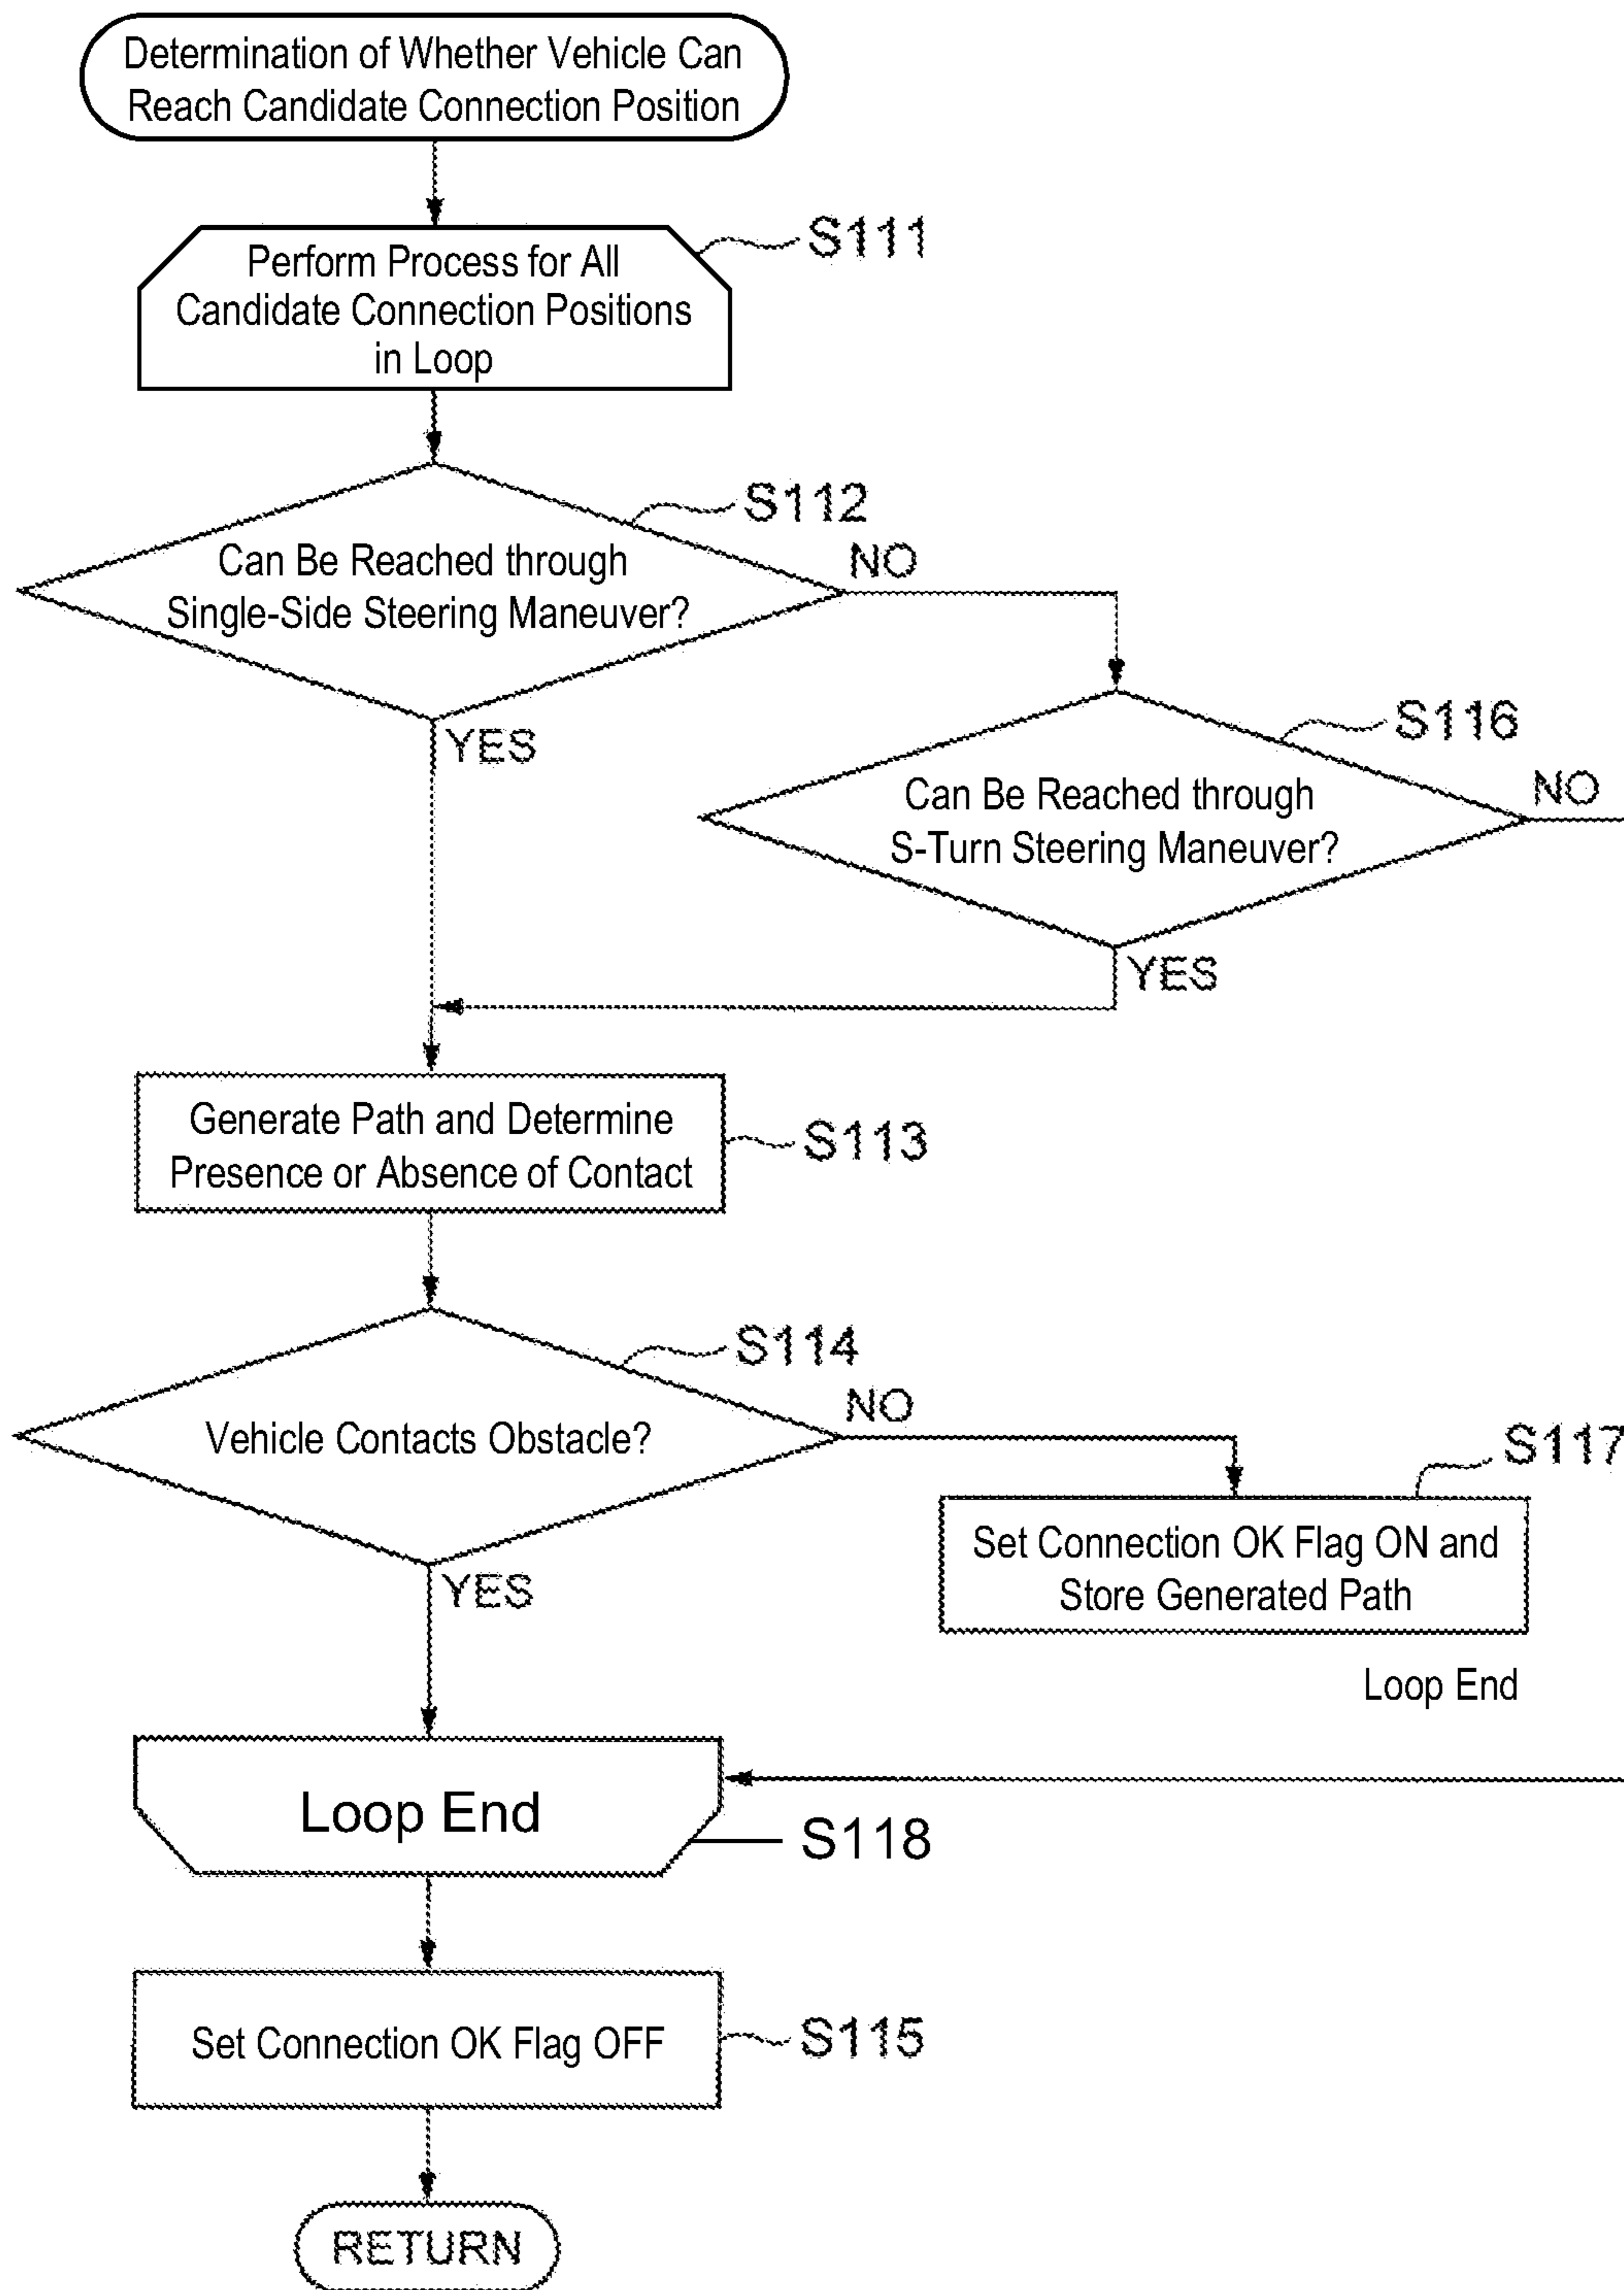 Determination of Whether Vehicle Can
Reach Candidate Connection Position
S111
Perform Process for All
Candidate Connection Positions
in Loop
S112
Can Be Reached through
Single-Side Steering Maneuver?
NO
YES
S116
Can Be Reached through
S-Turn Steering Maneuver?
NO
YES
Generate Path and Determine
Presence or Absence of Contact
S113
S114
Vehicle Contacts Obstacle?
NO
YES
S117
Set Connection OK Flag ON and
Store Generated Path
Loop End
Loop End
S118
Set Connection OK Flag OFF
S115
RETURN